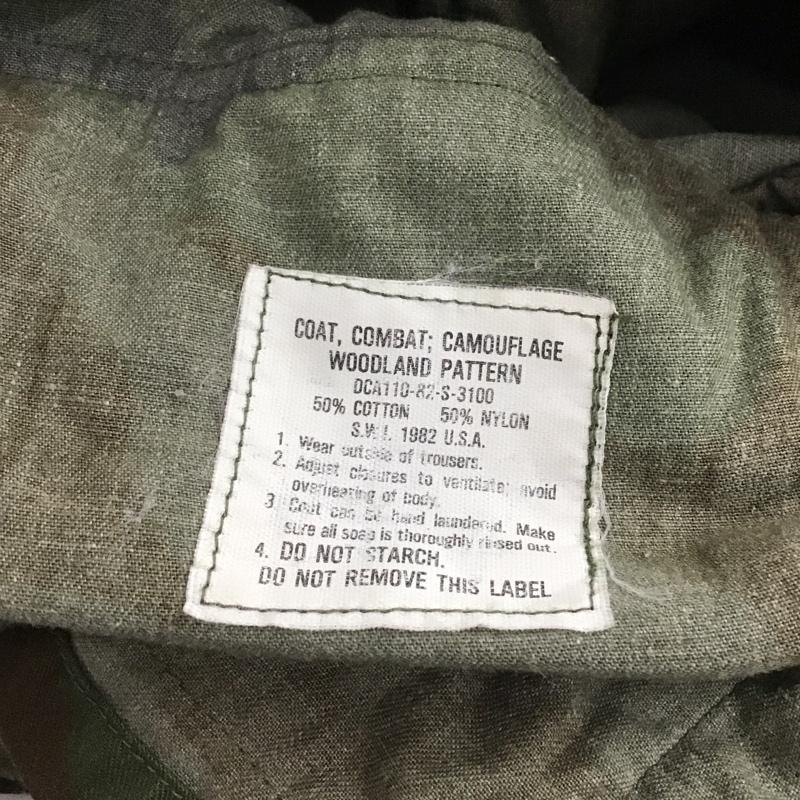 COAT, COMBAT; CAMOUFLAGE
WOODLAND PATTERN
DCA110-82-S-3100
50% COTTON 50% NYLON
1982 U.S.A.
1. Wear outside of trousers.
2. Adjust closures to ventilate; avoid
overheating of body.
3 Coat can be hand laundered. Make
sure all soap is thoroughly rinsed out.
4. DO NOT STARCH.
DO NOT REMOVE THIS LABEL